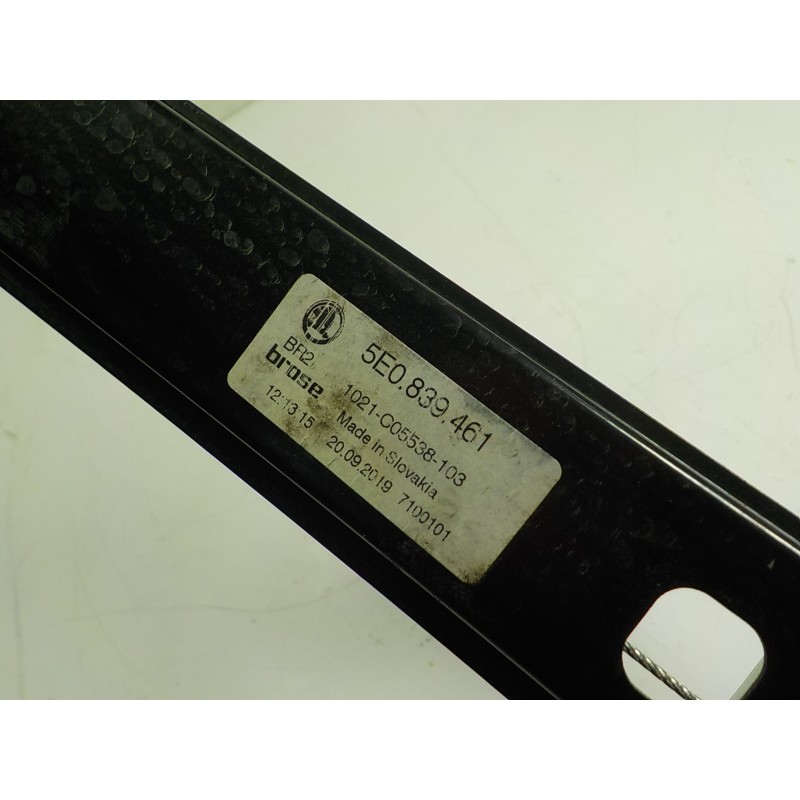 5E0.839.461
BR2
brose 1021-C05538-103
Made in Slovakia
12:13:15 20.09.2019 7100101